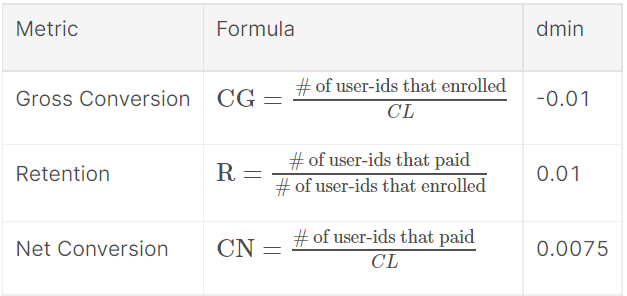 Metric Formula dmin
Gross Conversion CG = # of user-ids that enrolled / CL -0.01
Retention R = # of user-ids that paid / # of user-ids that enrolled 0.01
Net Conversion CN = # of user-ids that paid / CL 0.0075